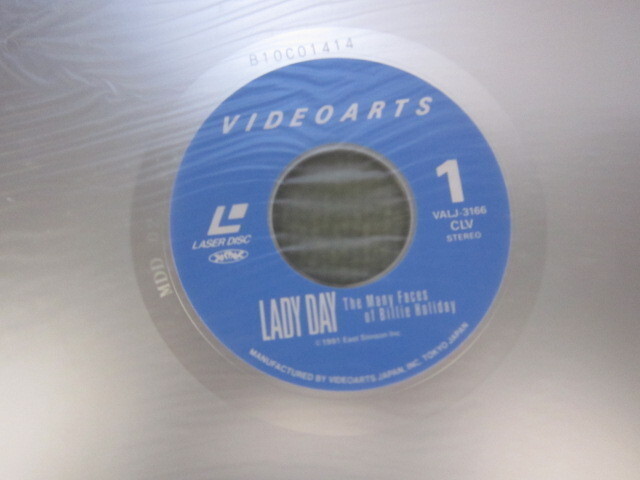 B10C01414
VIDEOARTS
1
VALJ-3166
CLV
STEREO
LASER DISC
LADY DAY
The Many Faces
of Billie Holiday
MANUFACTURED BY VIDEOARTS JAPAN, INC. TOKYO JAPAN